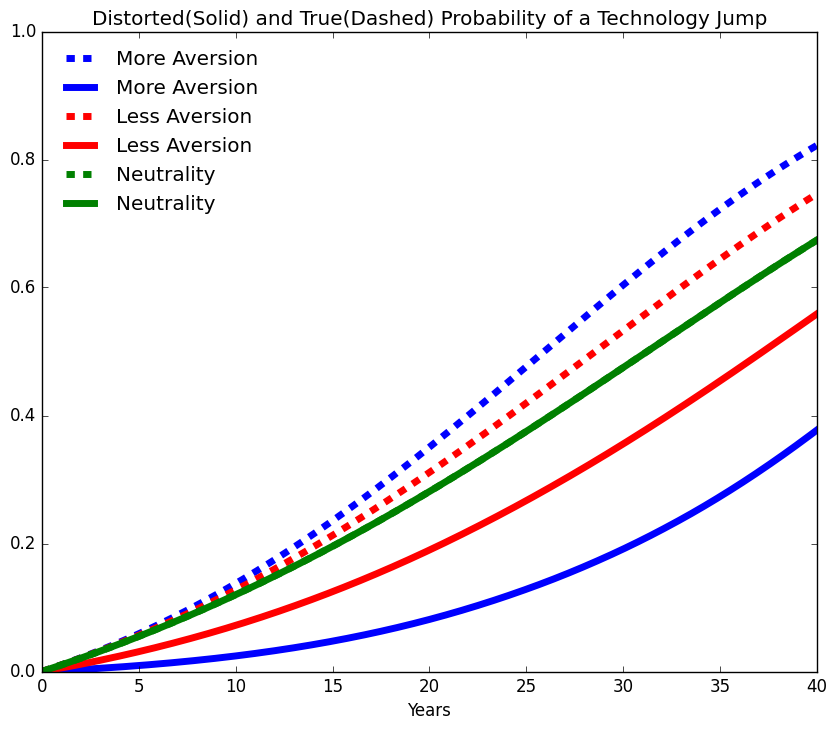 Distorted(Solid) and True(Dashed) Probability of a Technology Jump
1.0
More Aversion
More Aversion
Less Aversion
Less Aversion
Neutrality
Neutrality
0.8
0.6
0.4
0.2
0.0
0 5 10 15 20 25 30 35 40
Years